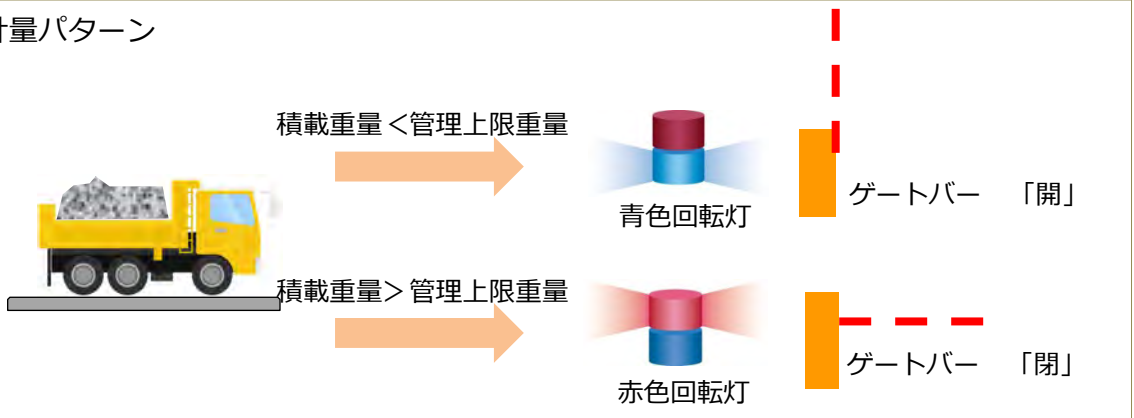 計量パターン
積載重量＜管理上限重量
青色回転灯
ゲートバー　「開」
積載重量＞管理上限重量
赤色回転灯
ゲートバー　「閉」